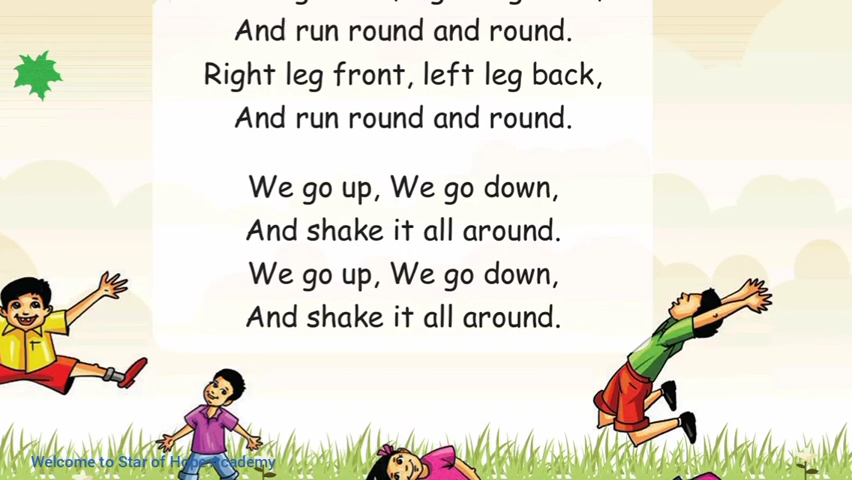 And run round and round.
Right leg front, left leg back,
And run round and round.
We go up, We go down,
And shake it all around.
We go up, We go down,
And shake it all around.
Welcome to Star of Hope Academy